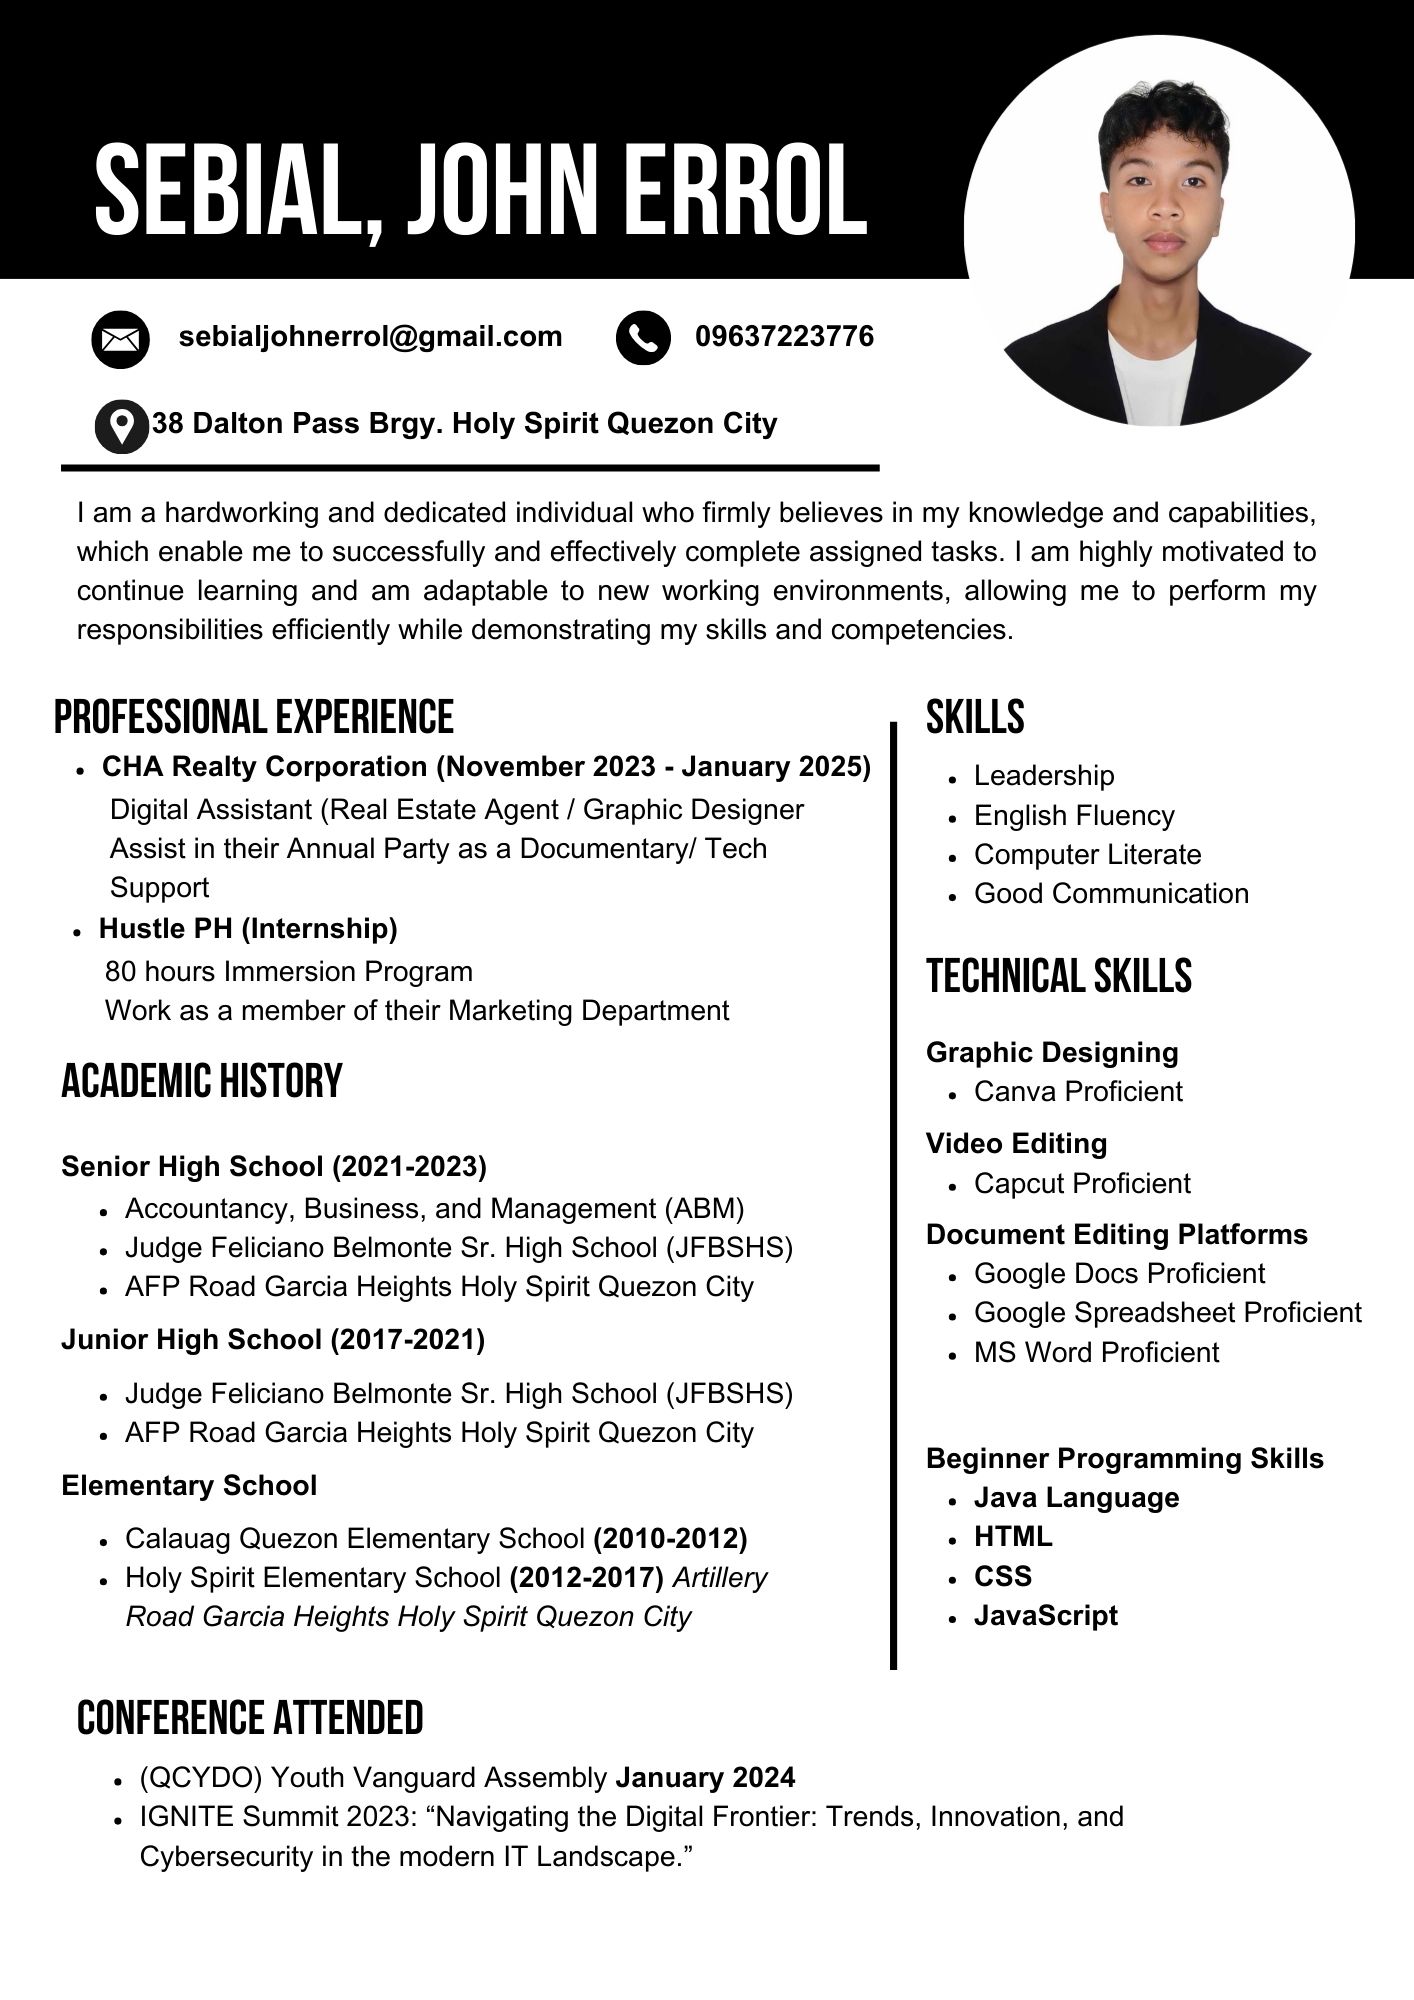 SEBIAL, JOHN ERROL
sebialjohnerrol@gmail.com
09637223776
38 Dalton Pass Brgy. Holy Spirit Quezon City
I am a hardworking and dedicated individual who firmly believes in my knowledge and capabilities,
which enable me to successfully and effectively complete assigned tasks. I am highly motivated to
continue learning and am adaptable to new working environments, allowing me to perform my
responsibilities efficiently while demonstrating my skills and competencies.
PROFESSIONAL EXPERIENCE
• CHA Realty Corporation (November 2023 - January 2025)
Digital Assistant (Real Estate Agent / Graphic Designer
Assist in their Annual Party as a Documentary/ Tech
Support
• Hustle PH (Internship)
80 hours Immersion Program
Work as a member of their Marketing Department
ACADEMIC HISTORY
Senior High School (2021-2023)
• Accountancy, Business, and Management (ABM)
• Judge Feliciano Belmonte Sr. High School (JFBSHS)
• AFP Road Garcia Heights Holy Spirit Quezon City
Junior High School (2017-2021)
• Judge Feliciano Belmonte Sr. High School (JFBSHS)
• AFP Road Garcia Heights Holy Spirit Quezon City
Elementary School
• Calauag Quezon Elementary School (2010-2012)
• Holy Spirit Elementary School (2012-2017) Artillery
Road Garcia Heights Holy Spirit Quezon City
SKILLS
• Leadership
• English Fluency
• Computer Literate
• Good Communication
TECHNICAL SKILLS
Graphic Designing
• Canva Proficient
Video Editing
• Capcut Proficient
Document Editing Platforms
• Google Docs Proficient
• Google Spreadsheet Proficient
• MS Word Proficient
Beginner Programming Skills
• Java Language
• HTML
• CSS
• JavaScript
CONFERENCE ATTENDED
• (QCYDO) Youth Vanguard Assembly January 2024
• IGNITE Summit 2023: “Navigating the Digital Frontier: Trends, Innovation, and
Cybersecurity in the modern IT Landscape.”